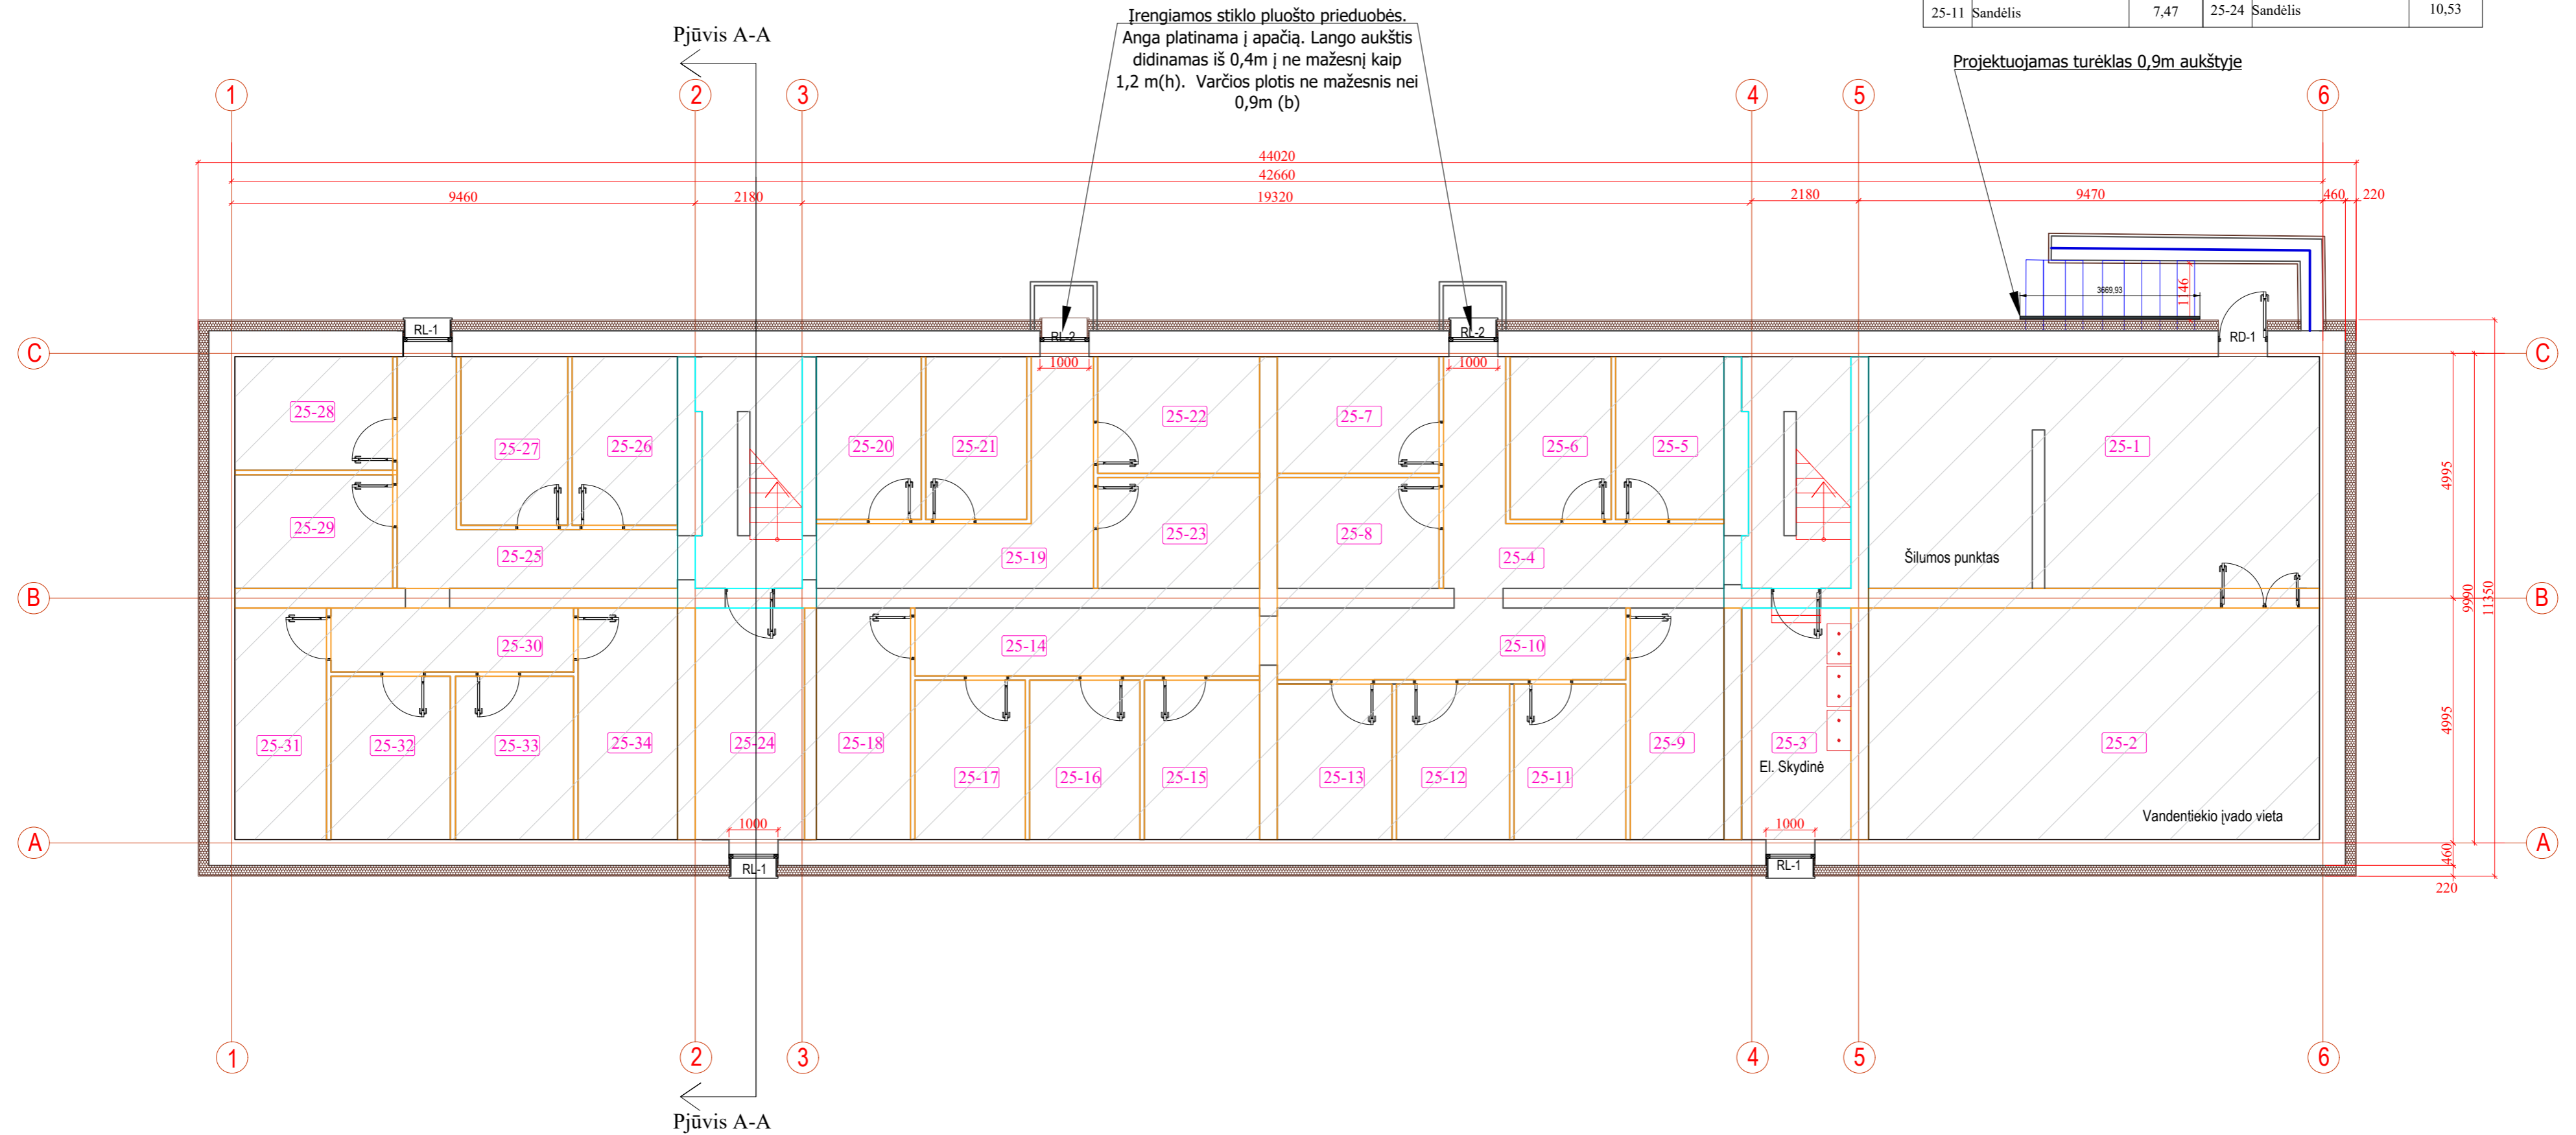 Įrengiamos stiklo pluošto prieduobės.
Anga platinama į apačią. Lango aukštis
didinamas iš 0,4m į ne mažesnį kaip
1,2 m(h). Varčios plotis ne mažesnis nei
0,9m (b)
25-11 Sandėlis 7,47 25-24 Sandėlis 10,53
Pjūvis A-A
Projektuojamas turėklas 0,9m aukštyje
1 2 3 4 5 6
44020
42660
9460 2180 19320 2180 9470 460 220
3669,93
1146
RL-1 RL-2 RL-2 RD-1
C C
1000 1000
25-28 25-27 25-26 25-20 25-21 25-22 25-7 25-6 25-5 25-1
4995
25-29 25-25 25-19 25-23 25-8 25-4
Šilumos punktas
B B
9990
11350
25-30 25-14 25-10
25-31 25-32 25-33 25-34 25-24 25-18 25-9 25-3 25-2
4995
25-17 25-16 25-15 25-13 25-12 25-11
El. Skydinė
Vandentiekio įvado vieta
1000 1000
A A
460
RL-1 RL-1
220
1 2 3 4 5 6
Pjūvis A-A